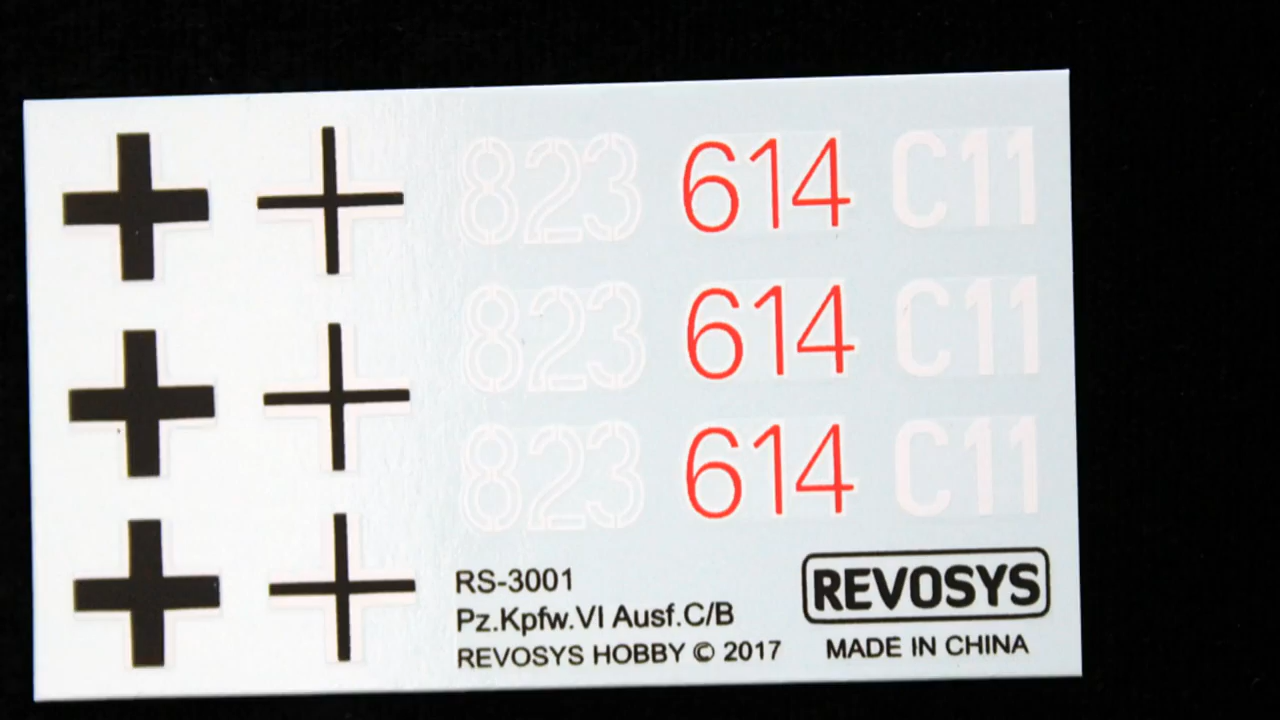 823 614 C11
823 614 C11
823 614 C11
RS-3001
Pz.Kpfw.VI Ausf.C/B
REVOSYS HOBBY © 2017
REVOSYS
MADE IN CHINA